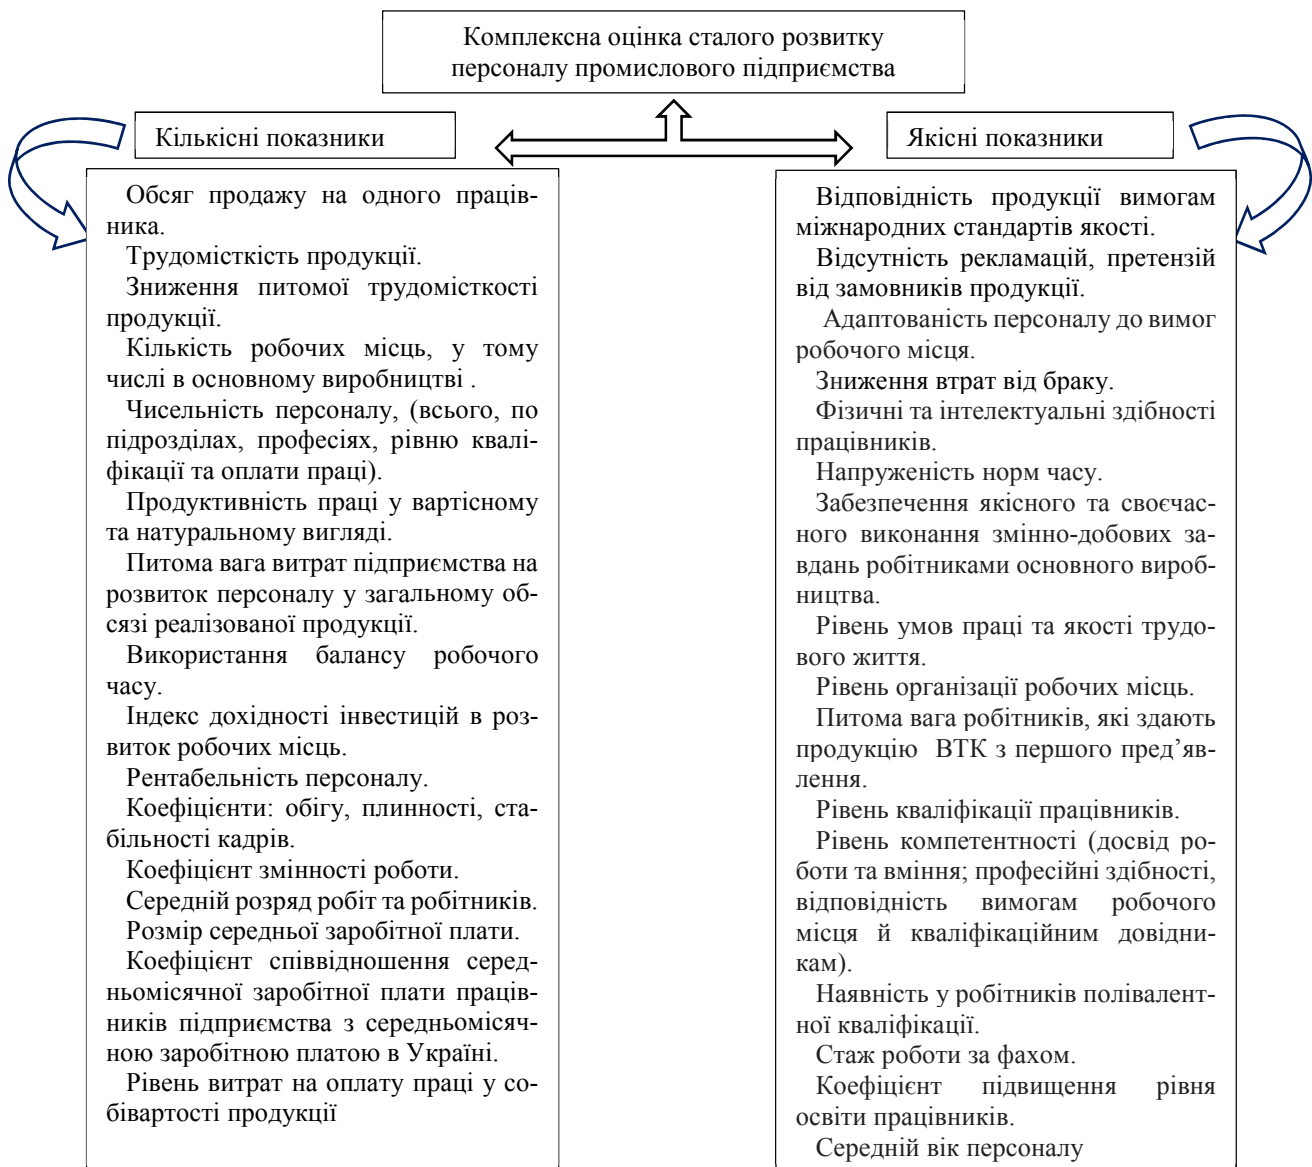 Комплексна оцінка сталого розвитку
персоналу промислового підприємства
Кількісні показники
Якісні показники
Обсяг продажу на одного праців-
ника.
Трудомісткість продукції.
Зниження питомої трудомісткості
продукції.
Кількість робочих місць, у тому
числі в основному виробництві .
Чисельність персоналу, (всього, по
підрозділах, професіях, рівню квалі-
фікації та оплати праці).
Продуктивність праці у вартісному
та натуральному вигляді.
Питома вага витрат підприємства на
розвиток персоналу у загальному об-
сязі реалізованої продукції.
Використання балансу робочого
часу.
Індекс дохідності інвестицій в роз-
виток робочих місць.
Рентабельність персоналу.
Коефіцієнти: обігу, плинності, ста-
більності кадрів.
Коефіцієнт змінності роботи.
Середній розряд робіт та робітників.
Розмір середньої заробітної плати.
Коефіцієнт співвідношення серед-
ньомісячної заробітної плати праців-
ників підприємства з середньомісяч-
ною заробітною платою в Україні.
Рівень витрат на оплату праці у со-
бівартості продукції
Відповідність продукції вимогам
міжнародних стандартів якості.
Відсутність рекламацій, претензій
від замовників продукції.
Адаптованість персоналу до вимог
робочого місця.
Зниження втрат від браку.
Фізичні та інтелектуальні здібності
працівників.
Напруженість норм часу.
Забезпечення якісного та своєчас-
ного виконання змінно-добових за-
вдань робітниками основного вироб-
ництва.
Рівень умов праці та якості трудо-
вого життя.
Рівень організації робочих місць.
Питома вага робітників, які здають
продукцію ВТК з першого пред’яв-
лення.
Рівень кваліфікації працівників.
Рівень компетентності (досвід ро-
боти та вміння; професійні здібності,
відповідність вимогам робочого
місця й кваліфікаційним довідни-
кам).
Наявність у робітників полівалент-
ної кваліфікації.
Стаж роботи за фахом.
Коефіцієнт підвищення рівня
освіти працівників.
Середній вік персоналу